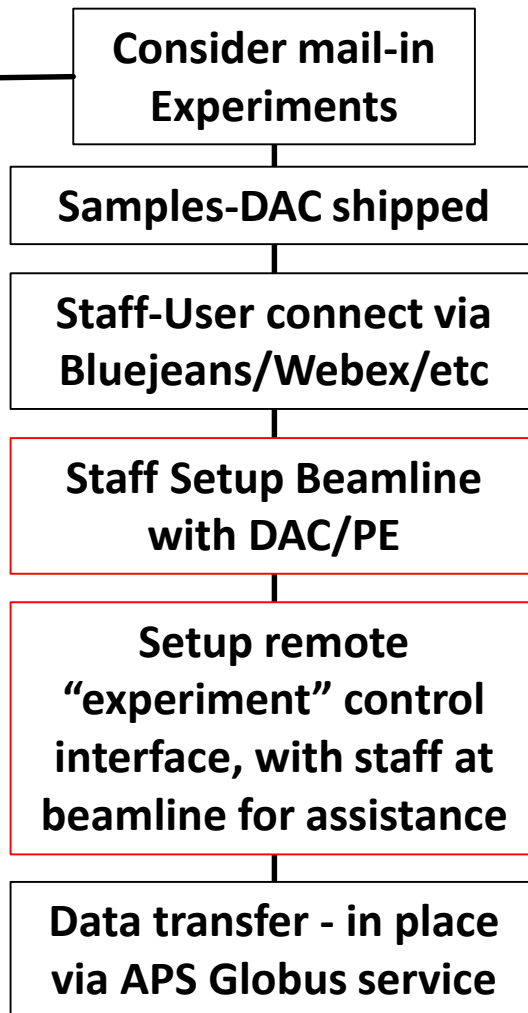 Consider mail-in
Experiments
Samples-DAC shipped
Staff-User connect via
Bluejeans/Webex/etc
Staff Setup Beamline
with DAC/PE
Setup remote
“experiment” control
interface, with staff at
beamline for assistance
Data transfer - in place
via APS Globus service